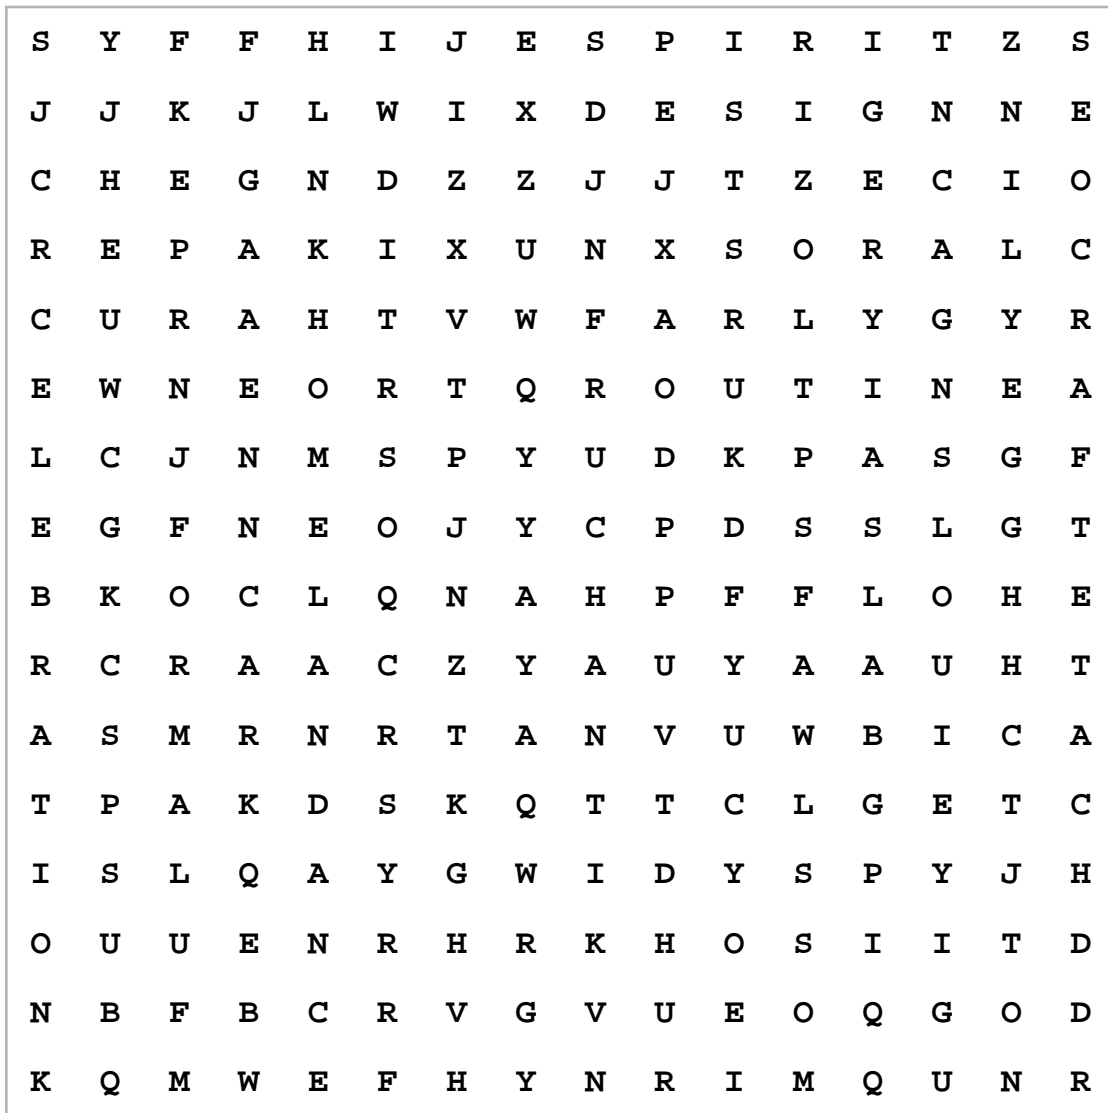 S Y F F H I J E S P I R I T Z S
J J K J L W I X D E S I G N N E
C H E G N D Z Z J J T Z E C I O
R E P A K I X U N X S O R A L C
C U R A H T V W F A R L Y G Y R
E W N E O R T Q R O U T I N E A
L C J N M S P Y U D K P A S G F
E G F N E O J Y C P D S S L G T
B K O C L Q N A H P F F L O H E
R C R A A C Z Y A U Y A A U H T
A S M R N R T A N V U W B I C A
T P A K D S K Q T T C L G E T C
I S L Q A Y G W I D Y S P Y J H
O U U E N R H R K H O S I I T D
N B F B C R V G V U E O Q G O D
K Q M W E F H Y N R I M Q U N R